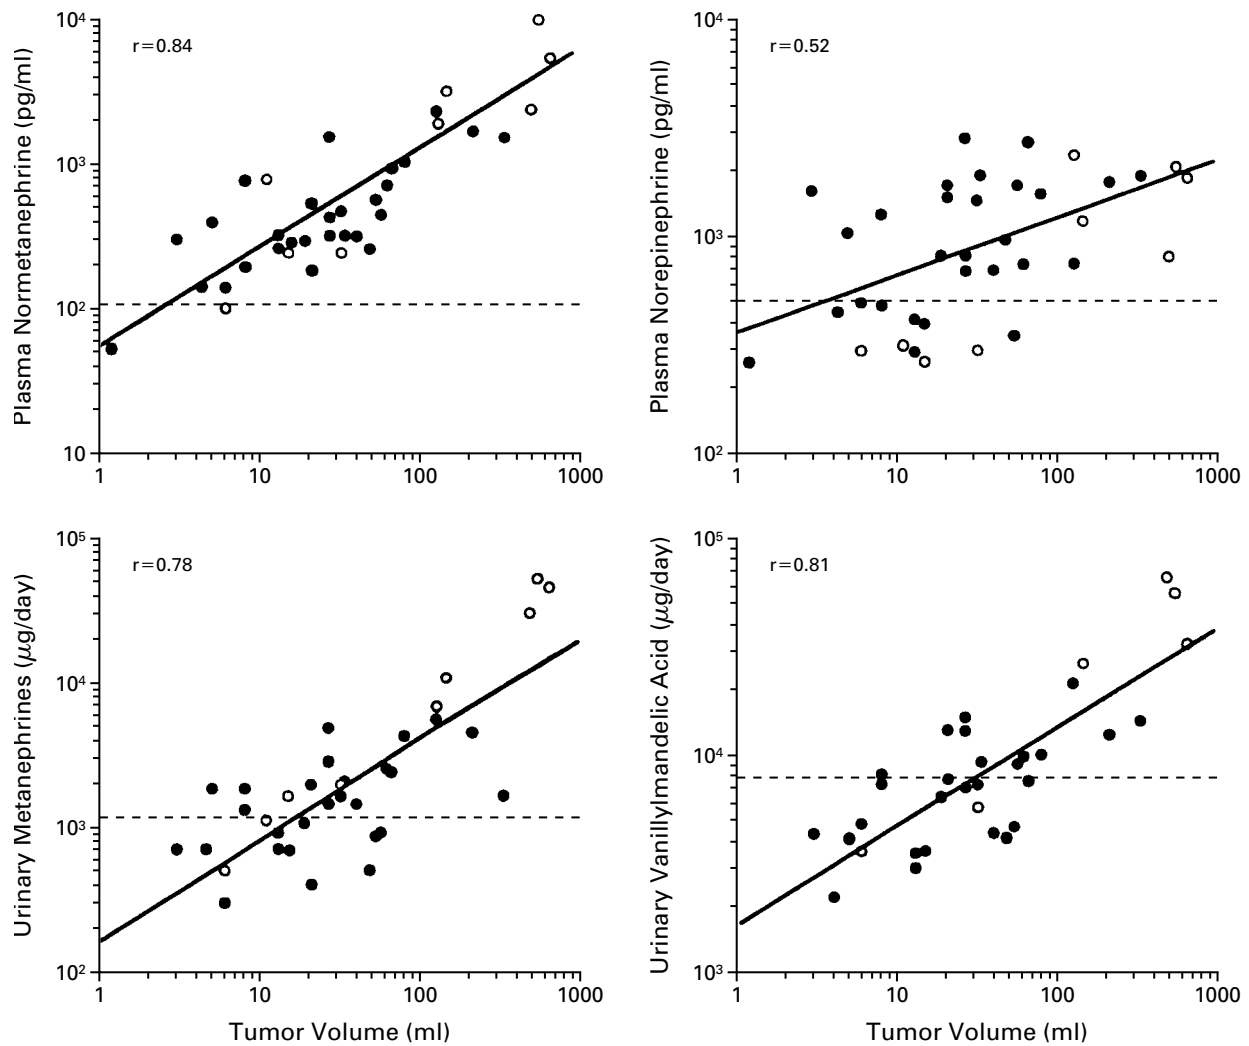 r=0.84
Plasma Normetanephrine (pg/ml)
10⁴
10³
10²
10
1 10 100 1000
r=0.52
Plasma Norepinephrine (pg/ml)
10⁴
10³
10²
1 10 100 1000
r=0.78
Urinary Metanephrines (μg/day)
10⁵
10⁴
10³
10²
1 10 100 1000
Tumor Volume (ml)
r=0.81
Urinary Vanillylmandelic Acid (μg/day)
10⁵
10⁴
10³
1 10 100 1000
Tumor Volume (ml)